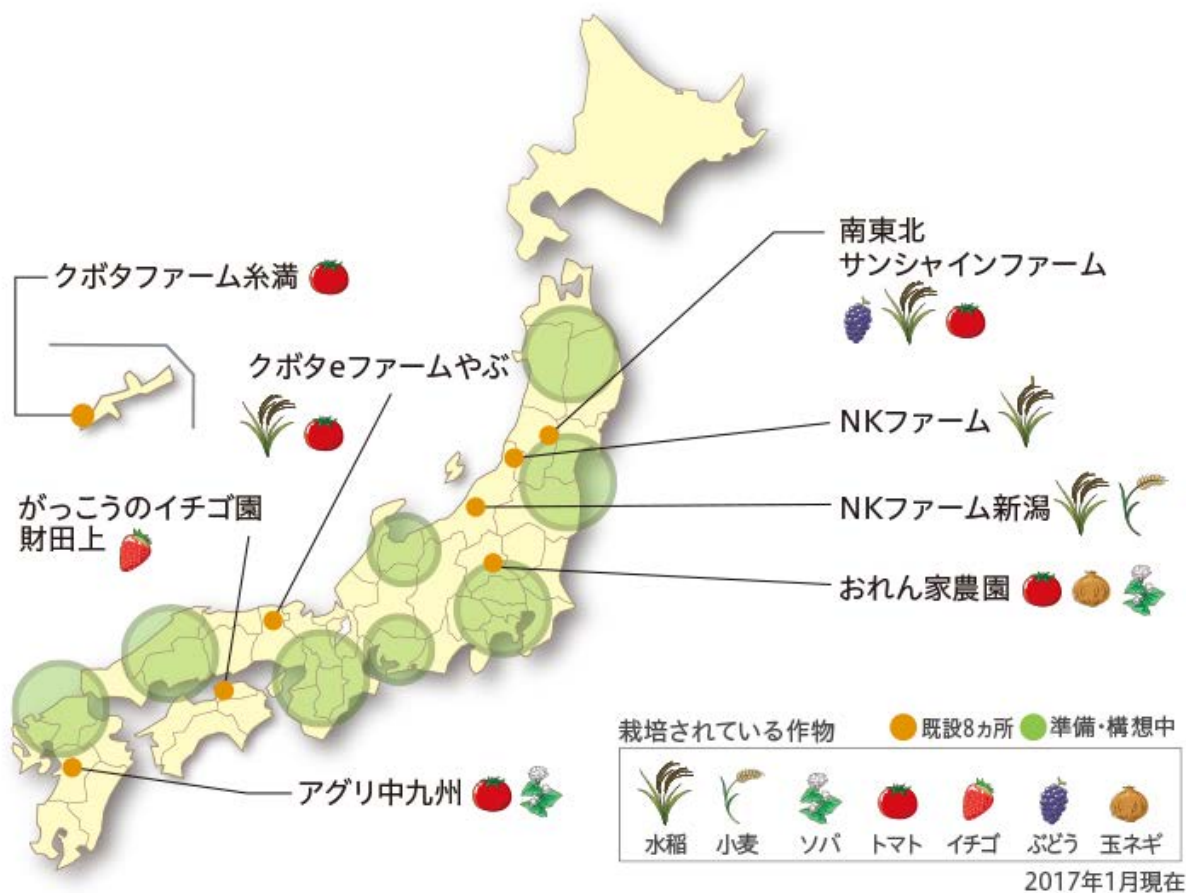 南東北
サンシャインファーム
クボタファーム糸満
クボタeファームやぶ
NKファーム
がっこうのイチゴ園
財田上
NKファーム新潟
おれん家農園
アグリ中九州
栽培されている作物
既設8ヵ所
準備・構想中
水稲
小麦
ソバ
トマト
イチゴ
ぶどう
玉ネギ
2017年1月現在